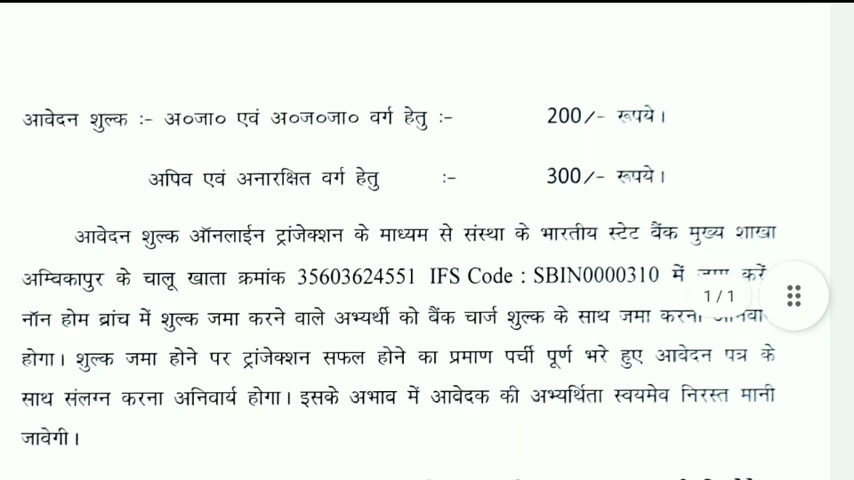 आवेदन शुल्क :- अ०जा० एवं अ०ज०जा० वर्ग हेतु :- 200/- रूपये।
अपिव एवं अनारक्षित वर्ग हेतु :- 300/- रूपये।
आवेदन शुल्क ऑनलाईन ट्रांजेक्शन के माध्यम से संस्था के भारतीय स्टेट बैंक मुख्य शाखा
अम्बिकापुर के चालू खाता क्रमांक 35603624551 IFS Code : SBIN0000310 में करें
1/1
नॉन होम ब्रांच में शुल्क जमा करने वाले अभ्यर्थी को बैंक चार्ज शुल्क के साथ जमा करना
होगा। शुल्क जमा होने पर ट्रांजेक्शन सफल होने का प्रमाण पर्ची पूर्ण भरे हुए आवेदन पत्र के
साथ संलग्न करना अनिवार्य होगा। इसके अभाव में आवेदक की अभ्यर्थिता स्वयमेव निरस्त मानी
जावेगी।